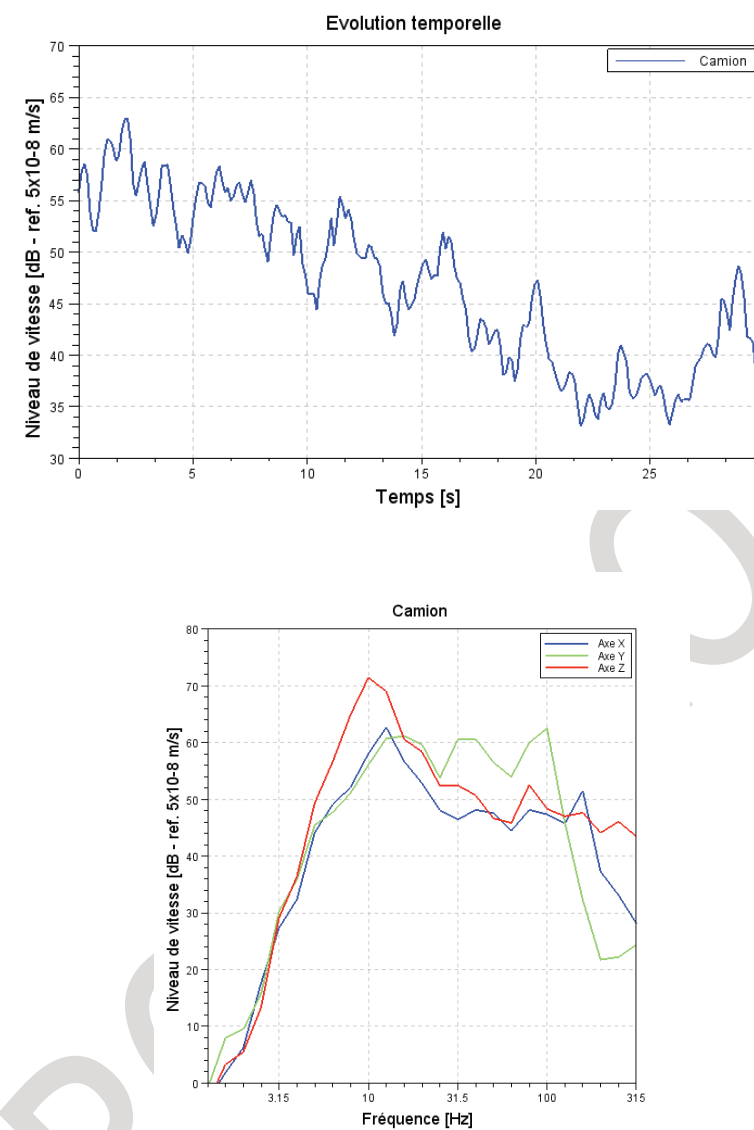 Evolution temporelle
Camion
Niveau de vitesse [dB - ref. 5x10-8 m/s]
70
65
60
55
50
45
40
35
30
0 5 10 15 20 25
Temps [s]
Camion
Axe X
Axe Y
Axe Z
Niveau de vitesse [dB - ref. 5x10-8 m/s]
80
70
60
50
40
30
20
10
0
3.15 10 31.5 100 315
Fréquence [Hz]